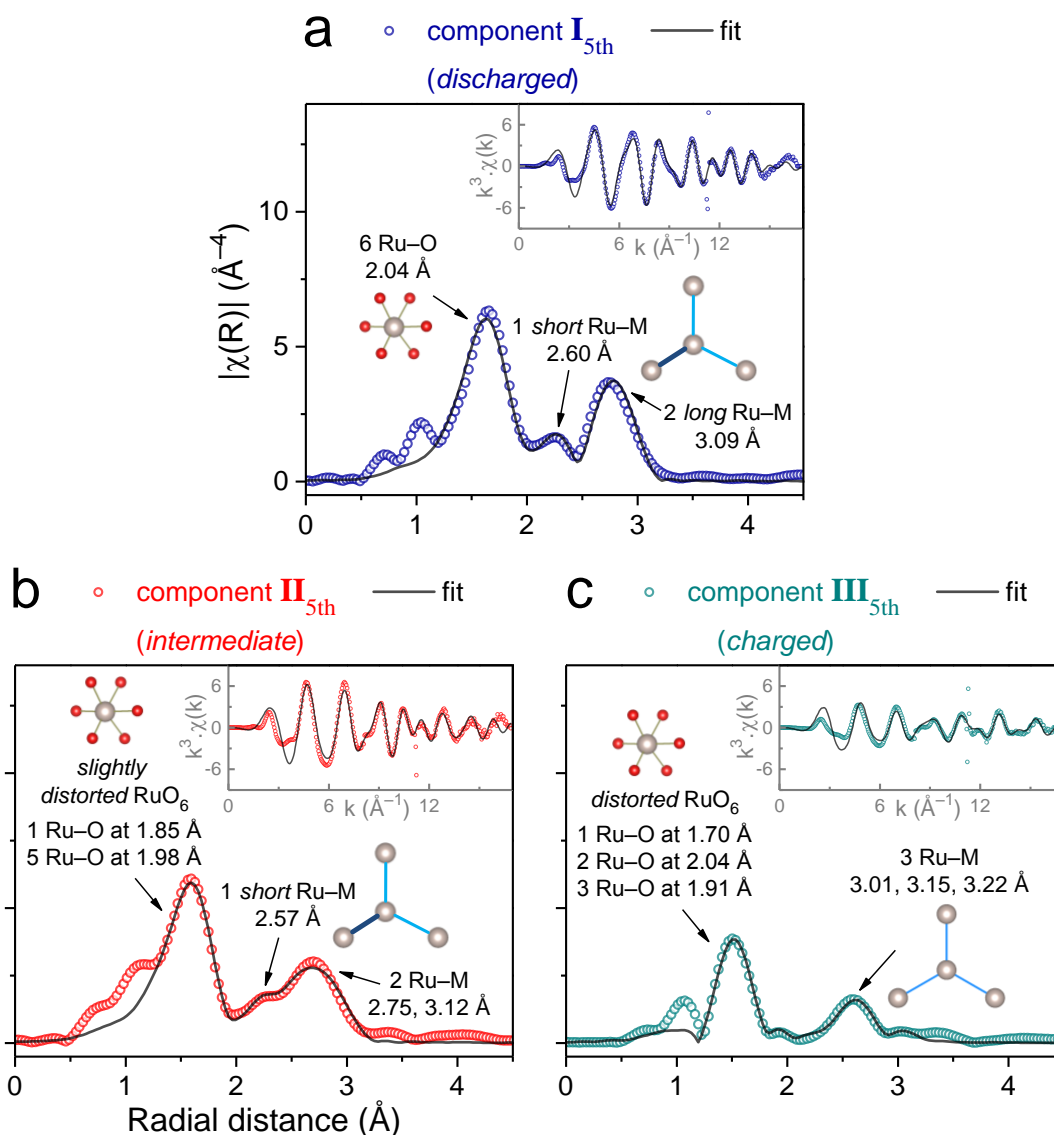 a
component I5th — fit
(discharged)
|χ(R)| (Å⁻⁴)
10
5
0
0 1 2 3 4
k³.χ(k)
6
0
-6
0 6 12
k (Å⁻¹)
6 Ru–O
2.04 Å
1 short Ru–M
2.60 Å
2 long Ru–M
3.09 Å
b
component II5th — fit
(intermediate)
k³.χ(k)
6
0
-6
0 6 12
k (Å⁻¹)
slightly
distorted RuO₆
1 Ru–O at 1.85 Å
5 Ru–O at 1.98 Å
1 short Ru–M
2.57 Å
2 Ru–M
2.75, 3.12 Å
0 1 2 3 4
Radial distance (Å)
c
component III5th — fit
(charged)
k³.χ(k)
6
0
-6
0 6 12
k (Å⁻¹)
distorted RuO₆
1 Ru–O at 1.70 Å
2 Ru–O at 2.04 Å
3 Ru–O at 1.91 Å
3 Ru–M
3.01, 3.15, 3.22 Å
0 1 2 3 4